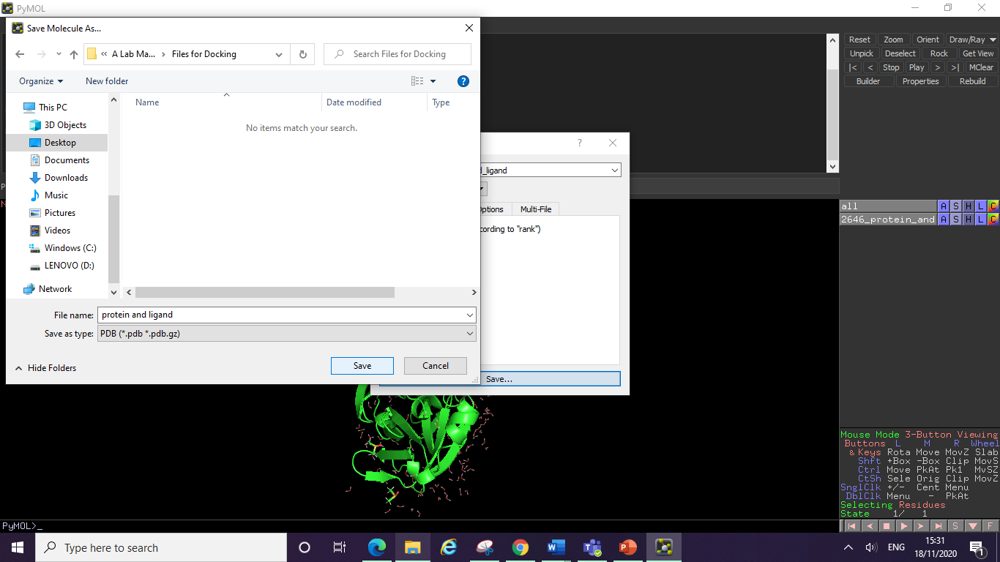 PyMOL
Save Molecule As...
« A Lab Ma... › Files for Docking
Search Files for Docking
Organize
New folder
?
Name
Date modified
Type
No items match your search.
This PC
3D Objects
Desktop
Documents
Downloads
Music
Pictures
Videos
Windows (C:)
LENOVO (D:)
Network
File name: protein and ligand
Save as type: PDB (*.pdb *.pdb.gz)
Hide Folders
Save
Cancel
?
_ligand
ptions
Multi-File
cording to "rank")
Save...
Reset Zoom Orient Draw/Ray
Unpick Deselect Rock Get View
|< < Stop Play > >| MClear
Builder Properties Rebuild
all A S H L C
2646_protein_and A S H L C
Mouse Mode 3-Button Viewing
Buttons L M R Wheel
& Keys Rota Move MovZ Slab
Shft +Box -Box Clip MovS
Ctrl Move PkAt Pk1 MvSZ
CtSh Sele Orig Clip MovZ
SnglClk +/- Cent Menu
DblClk Menu - PkAt
Selecting Residues
State 1/ 1
S F
PyMOL>_
Type here to search
ENG
15:31
18/11/2020
1